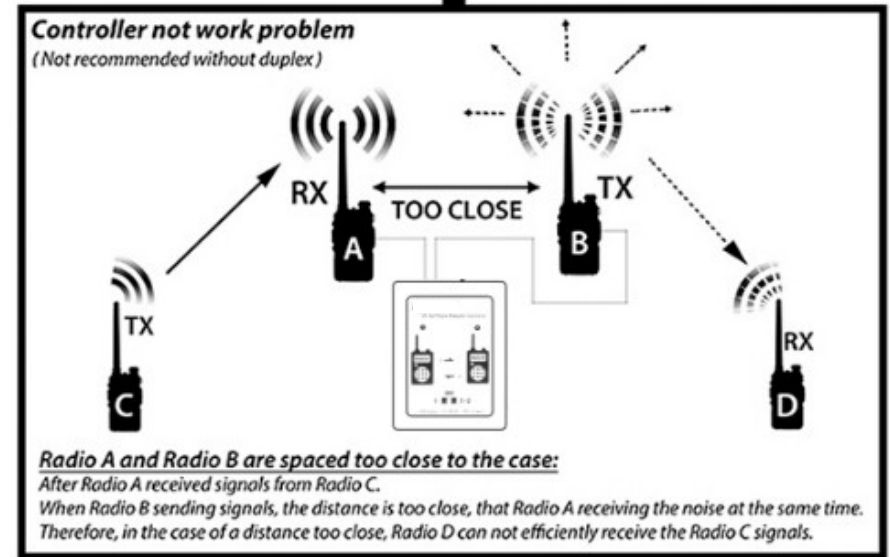 Controller not work problem
(Not recommended without duplex)
RX
TX
TOO CLOSE
A
B
TX
RX
C
D
Radio A and Radio B are spaced too close to the case:
After Radio A received signals from Radio C.
When Radio B sending signals, the distance is too close, that Radio A receiving the noise at the same time.
Therefore, in the case of a distance too close, Radio D can not efficiently receive the Radio C signals.